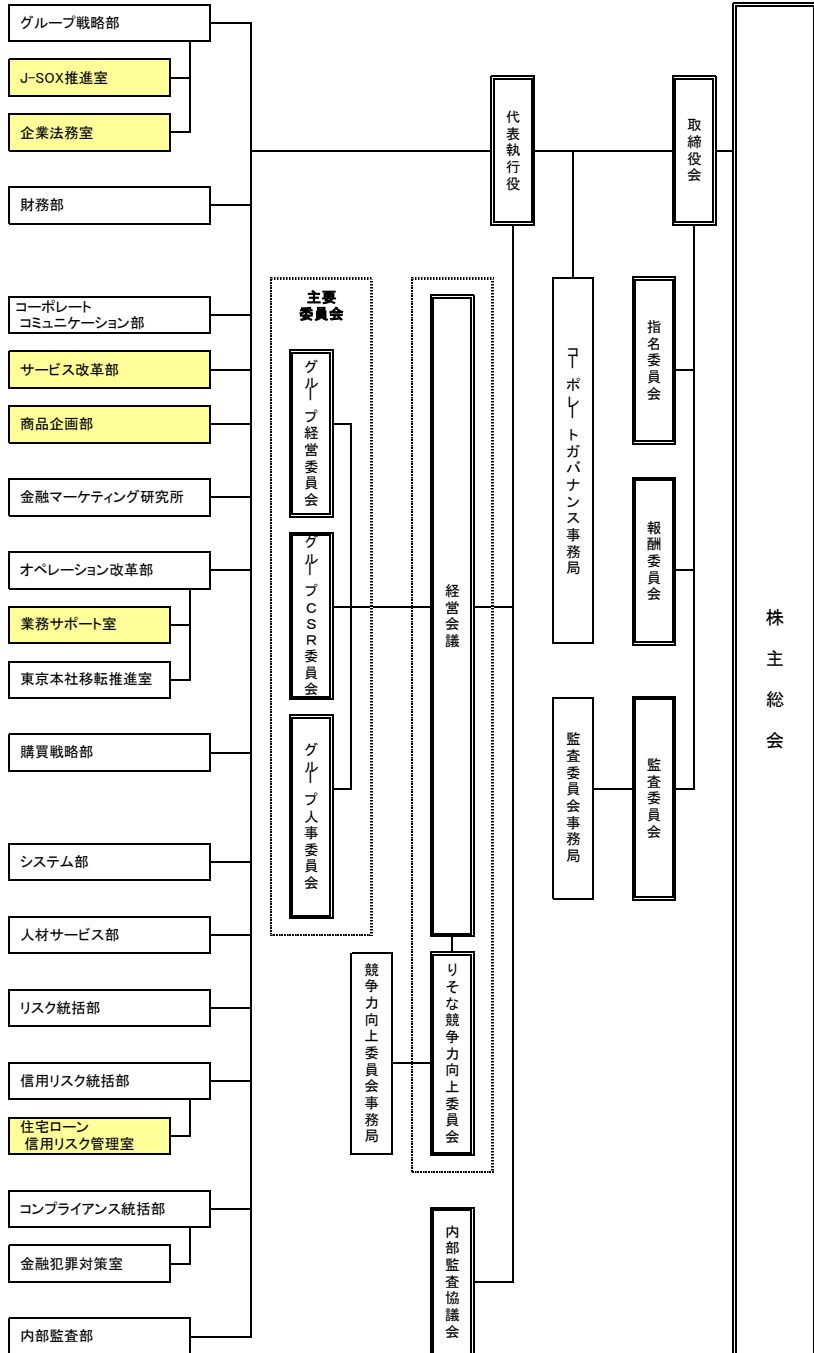 グループ戦略部
J-SOX推進室
企業法務室
財務部
コーポレート
コミュニケーション部
サービス改革部
商品企画部
金融マーケティング研究所
オペレーション改革部
業務サポート室
東京本社移転推進室
購買戦略部
システム部
人材サービス部
リスク統括部
信用リスク統括部
住宅ローン
信用リスク管理室
コンプライアンス統括部
金融犯罪対策室
内部監査部
主要
委員会
グループ経営委員会
グループCSR委員会
グループ人事委員会
競争力向上委員会事務局
経営会議
りそな競争力向上委員会
内部監査協議会
代表執行役
コーポレートガバナンス事務局
監査委員会事務局
取締役会
指名委員会
報酬委員会
監査委員会
株主総会